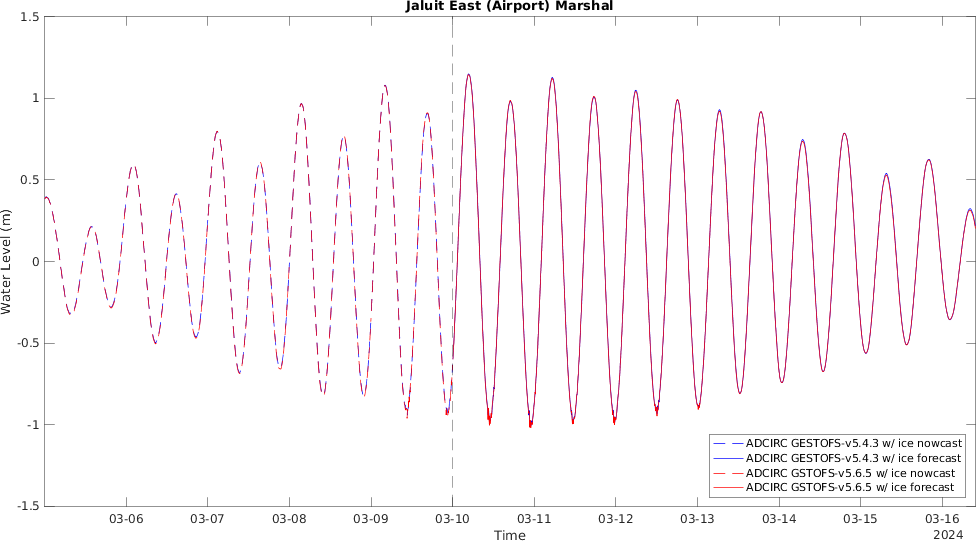 Jaluit East (Airport) Marshal
Water Level (m)
1.5
1
0.5
0
-0.5
-1
-1.5
ADCIRC GESTOFS-v5.4.3 w/ ice nowcast
ADCIRC GESTOFS-v5.4.3 w/ ice forecast
ADCIRC GSTOFS-v5.6.5 w/ ice nowcast
ADCIRC GSTOFS-v5.6.5 w/ ice forecast
03-06 03-07 03-08 03-09 03-10 03-11 03-12 03-13 03-14 03-15 03-16
Time
2024